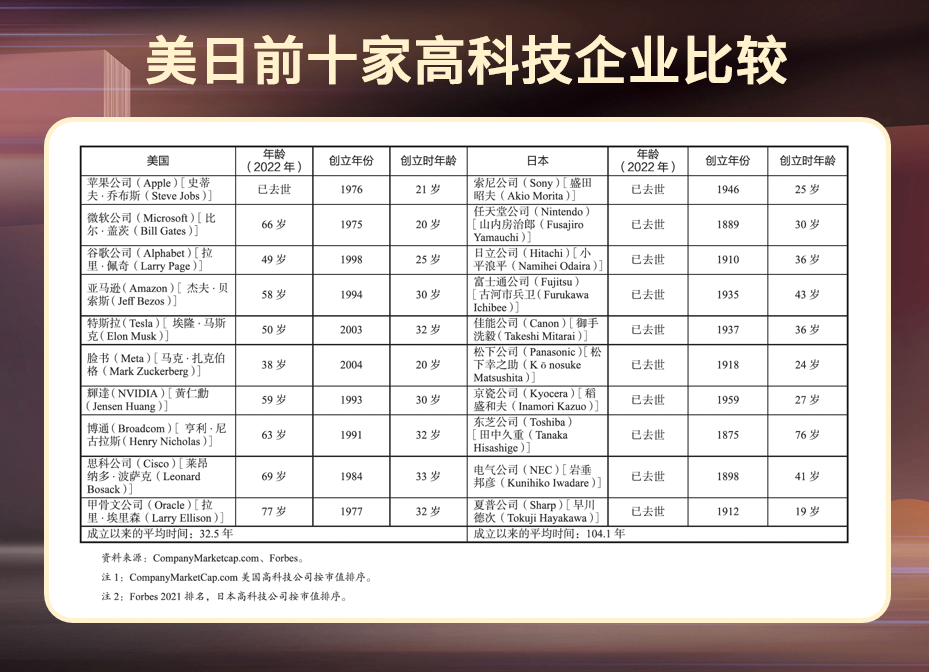 美日前十家高科技企业比较
美国 年龄（2022 年） 创立年份 创立时年龄 日本 年龄（2022 年） 创立年份 创立时年龄
苹果公司（Apple）[ 史蒂夫·乔布斯（Steve Jobs）] 已去世 1976 21 岁 索尼公司（Sony）[ 盛田昭夫（Akio Morita）] 已去世 1946 25 岁
微软公司（Microsoft）[ 比尔·盖茨（Bill Gates）] 66 岁 1975 20 岁 任天堂公司（Nintendo）[ 山内房治郎（Fusajiro Yamauchi）] 已去世 1889 30 岁
谷歌公司（Alphabet）[ 拉里·佩奇（Larry Page）] 49 岁 1998 25 岁 日立公司（Hitachi）[ 小平浪平（Namihei Odaira）] 已去世 1910 36 岁
亚马逊（Amazon）[ 杰夫·贝索斯（Jeff Bezos）] 58 岁 1994 30 岁 富士通公司（Fujitsu）[ 古河市兵卫（Furukawa Ichibee）] 已去世 1935 43 岁
特斯拉（Tesla）[ 埃隆·马斯克（Elon Musk）] 50 岁 2003 32 岁 佳能公司（Canon）[ 御手洗毅（Takeshi Mitarai）] 已去世 1937 36 岁
脸书（Meta）[ 马克·扎克伯格（Mark Zuckerberg）] 38 岁 2004 20 岁 松下公司（Panasonic）[ 松下幸之助（K ō nosuke Matsushita）] 已去世 1918 24 岁
輝達（NVIDIA）[ 黃仁勳（Jensen Huang）] 59 岁 1993 30 岁 京瓷公司（Kyocera）[ 稻盛和夫（Inamori Kazuo）] 已去世 1959 27 岁
博通（Broadcom）[ 亨利·尼古拉斯（Henry Nicholas）] 63 岁 1991 32 岁 东芝公司（Toshiba）[ 田中久重（Tanaka Hisashige）] 已去世 1875 76 岁
思科公司（Cisco）[ 莱昂纳多·波萨克（Leonard Bosack）] 69 岁 1984 33 岁 电气公司（NEC）[ 岩垂邦彦（Kunihiko Iwadare）] 已去世 1898 41 岁
甲骨文公司（Oracle）[ 拉里·埃里森（Larry Ellison）] 77 岁 1977 32 岁 夏普公司（Sharp）[ 早川德次（Tokuji Hayakawa）] 已去世 1912 19 岁
成立以来的平均时间：32.5 年 成立以来的平均时间：104.1 年
资料来源：CompanyMarketcap.com、Forbes。
注 1：CompanyMarketCap.com 美国高科技公司按市值排序。
注 2：Forbes 2021 排名，日本高科技公司按市值排序。